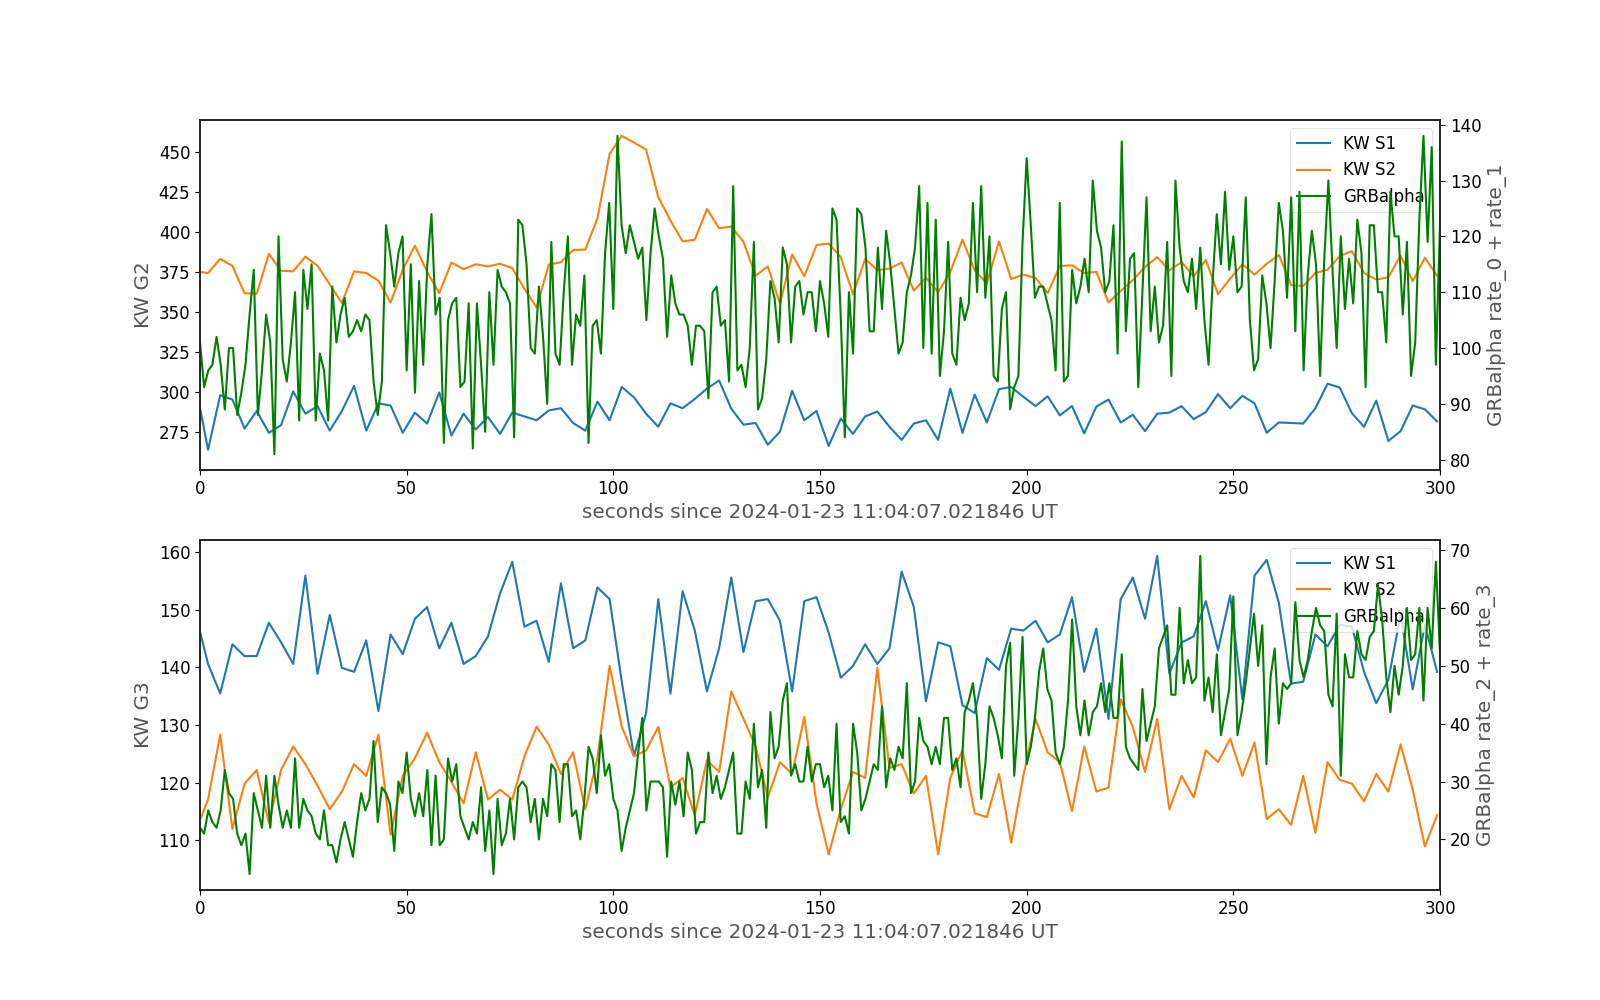 450
425
400
375
350
325
300
275
KW G2
140
130
120
110
100
90
80
GRBalpha rate_0 + rate_1
KW S1
KW S2
GRBalpha
0 50 100 150 200 250 300
seconds since 2024-01-23 11:04:07.021846 UT
160
150
140
130
120
110
KW G3
70
60
50
40
30
20
GRBalpha rate_2 + rate_3
KW S1
KW S2
GRBalpha
0 50 100 150 200 250 300
seconds since 2024-01-23 11:04:07.021846 UT